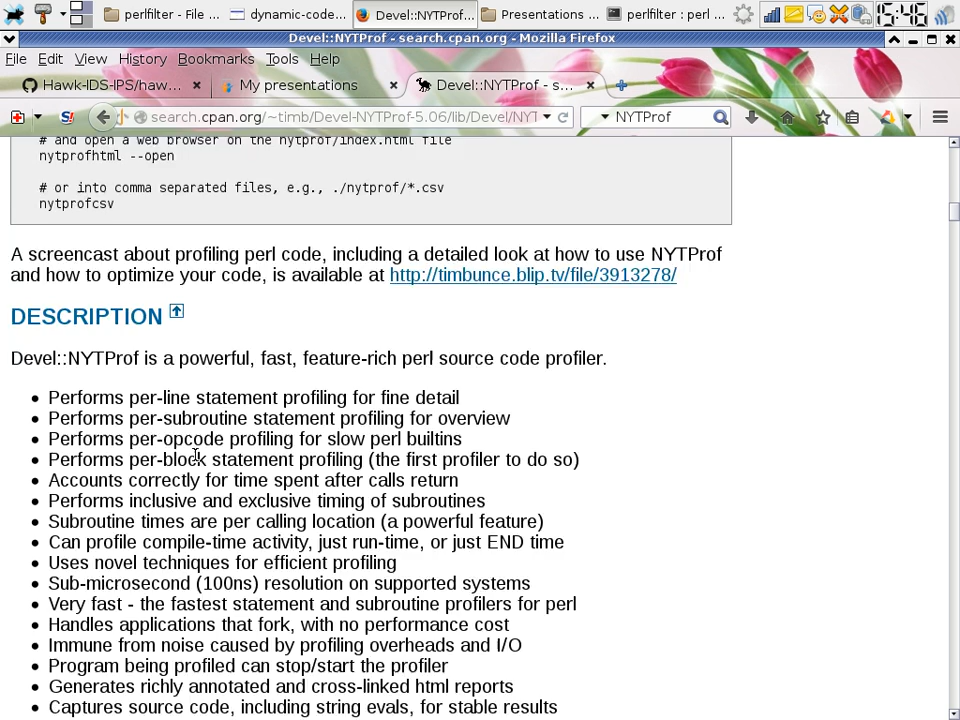 perlfilter - File ...
dynamic-code...
Devel::NYTProf...
Presentations ...
perlfilter : perl ...
15:46
Devel::NYTProf - search.cpan.org - Mozilla Firefox
File Edit View History Bookmarks Tools Help
Hawk-IDS-IPS/haw...
My presentations
Devel::NYTProf - s...
search.cpan.org/~timb/Devel-NYTProf-5.06/lib/Devel/NYT
NYTProf
# and open a web browser on the nytprof/index.html file
nytprofhtml --open
# or into comma separated files, e.g., ./nytprof/*.csv
nytprofcsv
A screencast about profiling perl code, including a detailed look at how to use NYTProf
and how to optimize your code, is available at http://timbunce.blip.tv/file/3913278/
DESCRIPTION
Devel::NYTProf is a powerful, fast, feature-rich perl source code profiler.
• Performs per-line statement profiling for fine detail
• Performs per-subroutine statement profiling for overview
• Performs per-opcode profiling for slow perl builtins
• Performs per-block statement profiling (the first profiler to do so)
• Accounts correctly for time spent after calls return
• Performs inclusive and exclusive timing of subroutines
• Subroutine times are per calling location (a powerful feature)
• Can profile compile-time activity, just run-time, or just END time
• Uses novel techniques for efficient profiling
• Sub-microsecond (100ns) resolution on supported systems
• Very fast - the fastest statement and subroutine profilers for perl
• Handles applications that fork, with no performance cost
• Immune from noise caused by profiling overheads and I/O
• Program being profiled can stop/start the profiler
• Generates richly annotated and cross-linked html reports
• Captures source code, including string evals, for stable results